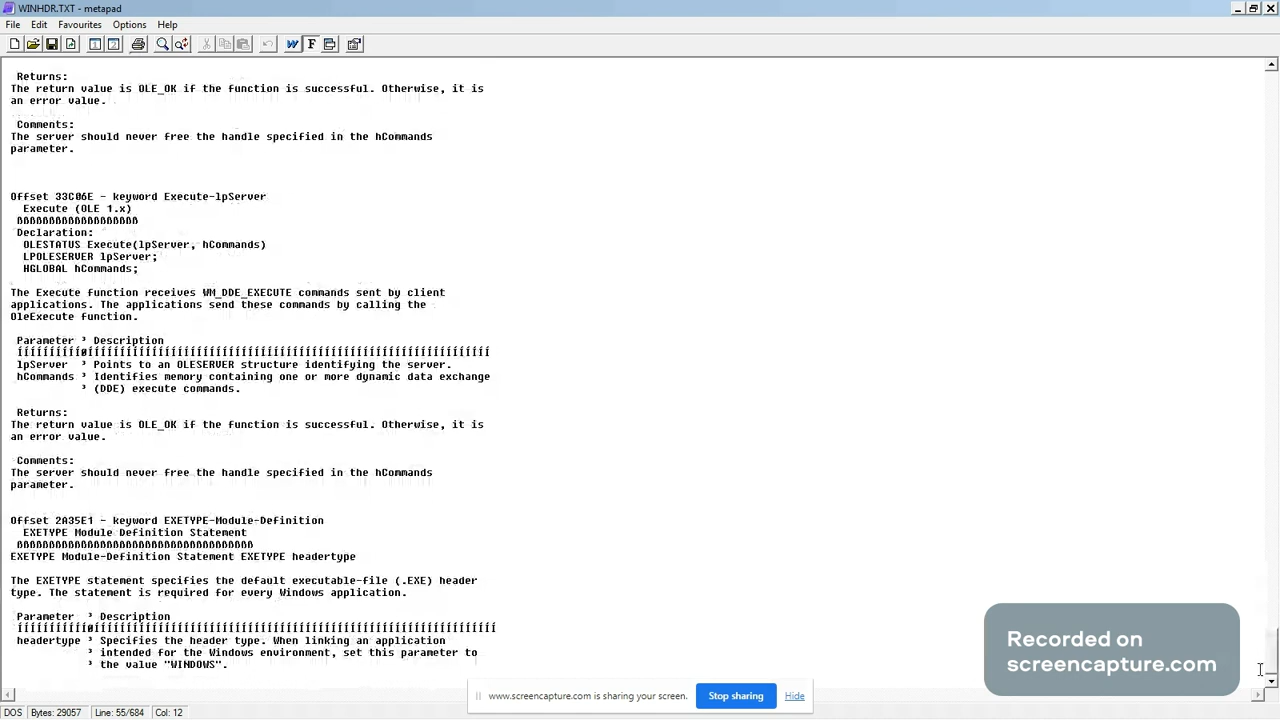 WINHDR.TXT - metapad
File Edit Favourites Options Help
Returns:
The return value is OLE_OK if the function is successful. Otherwise, it is
an error value.
Comments:
The server should never free the handle specified in the hCommands
parameter.
Offset 33C06E - keyword Execute-lpServer
Execute (OLE 1.x)
ßßßßßßßßßßßßßßßßßßßß
Declaration:
OLESTATUS Execute(lpServer, hCommands)
LPOLESERVER lpServer;
HGLOBAL hCommands;
The Execute function receives WM_DDE_EXECUTE commands sent by client
applications. The applications send these commands by calling the
OleExecute function.
Parameter ³ Description
lpServer ³ Points to an OLESERVER structure identifying the server.
hCommands ³ Identifies memory containing one or more dynamic data exchange
³ (DDE) execute commands.
Returns:
The return value is OLE_OK if the function is successful. Otherwise, it is
an error value.
Comments:
The server should never free the handle specified in the hCommands
parameter.
Offset 2A35E1 - keyword EXETYPE-Module-Definition
EXETYPE Module Definition Statement
EXETYPE Module-Definition Statement EXETYPE headertype
The EXETYPE statement specifies the default executable-file (.EXE) header
type. The statement is required for every Windows application.
Parameter ³ Description
headertype ³ Specifies the header type. When linking an application
³ intended for the Windows environment, set this parameter to
³ the value "WINDOWS".
Recorded on
screencapture.com
www.screencapture.com is sharing your screen. Stop sharing Hide
DOS Bytes: 29057 Line: 55/684 Col: 12